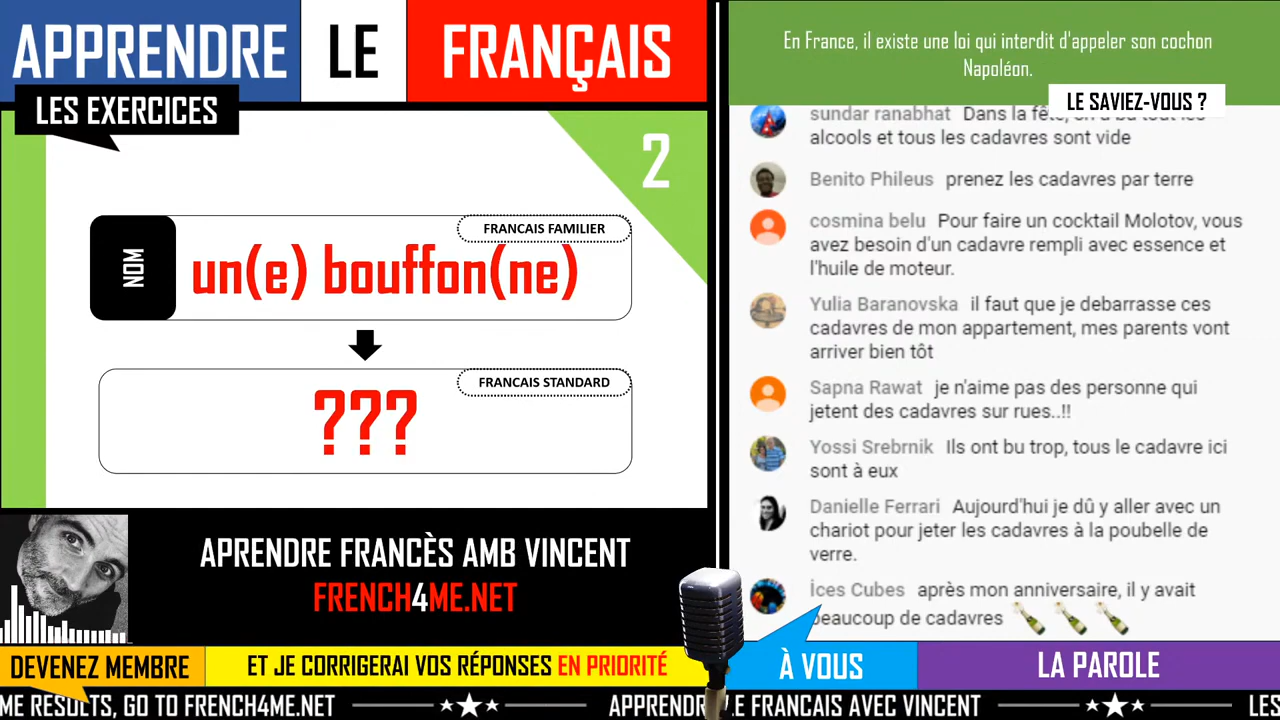 APPRENDRE LE FRANÇAIS
LES EXERCICES
2
FRANCAIS FAMILIER
NOM
un(e) bouffon(ne)
FRANCAIS STANDARD
???
APRENDRE FRANCÈS AMB VINCENT
FRENCH4ME.NET
DEVENEZ MEMBRE
ET JE CORRIGERAI VOS RÉPONSES EN PRIORITÉ
En France, il existe une loi qui interdit d'appeler son cochon
Napoléon.
LE SAVIEZ-VOUS ?
sundar ranabhat Dans la fête, on a bu tout les
alcools et tous les cadavres sont vide
Benito Phileus prenez les cadavres par terre
cosmina belu Pour faire un cocktail Molotov, vous
avez besoin d'un cadavre rempli avec essence et
l'huile de moteur.
Yulia Baranovska il faut que je debarrasse ces
cadavres de mon appartement, mes parents vont
arriver bien tôt
Sapna Rawat je n'aime pas des personne qui
jetent des cadavres sur rues..!!
Yossi Srebrnik Ils ont bu trop, tous le cadavre ici
sont à eux
Danielle Ferrari Aujourd'hui je dû y aller avec un
chariot pour jeter les cadavres à la poubelle de
verre.
İces Cubes après mon anniversaire, il y avait
beaucoup de cadavres
À VOUS
LA PAROLE
ME RESULTS, GO TO FRENCH4ME.NET
APPRENDRE LE FRANCAIS AVEC VINCENT
LES